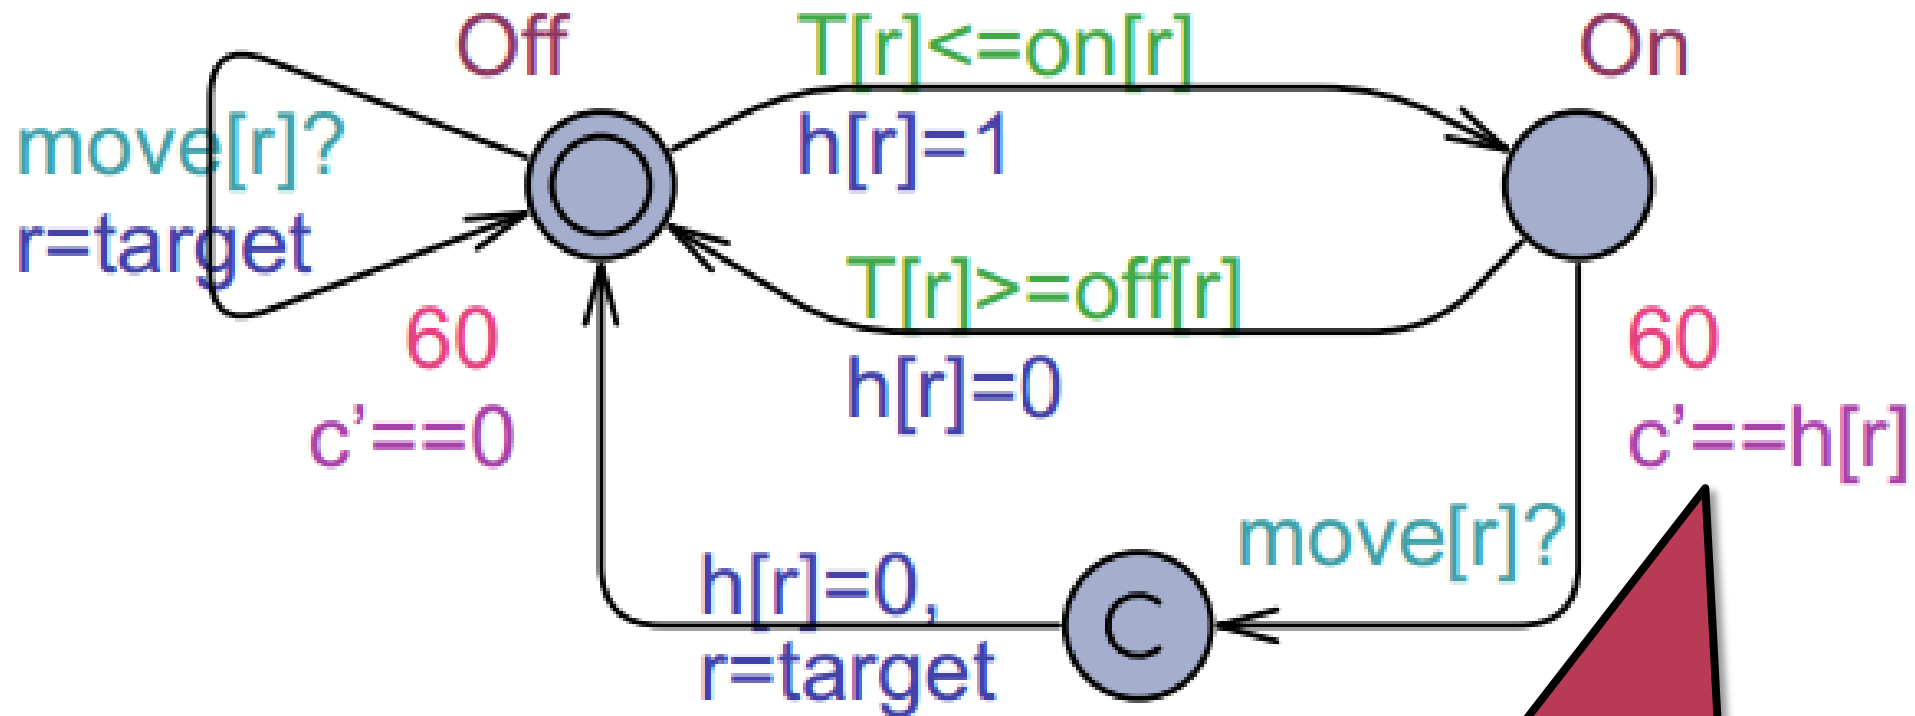 Off
T[r]<=on[r]
On
move[r]?
h[r]=1
r=target
T[r]>=off[r]
60
60
h[r]=0
c’==0
c’==h[r]
move[r]?
h[r]=0,
C
r=target